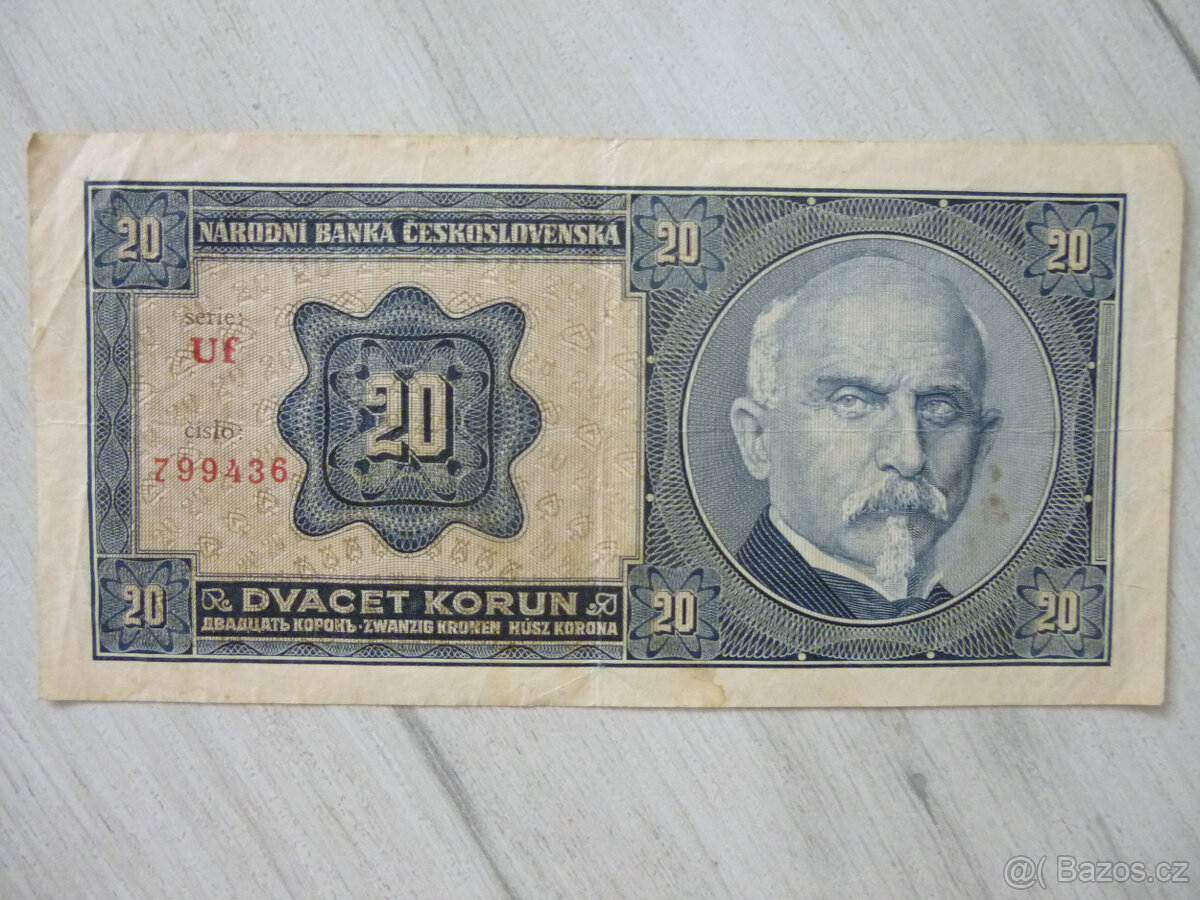 20
NÁRODNÍ BANKA ČESKOSLOVENSKÁ
20
20
serie:
Uf
číslo:
799436
20
20
DVACET KORUN
ДВАДЦАТЬ КОРОНЪ·ZWANZIG KRONEN HÚSZ KORONA
20
20
@( Bazos.cz